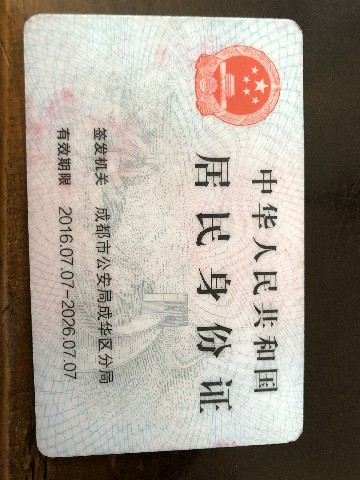 中华人民共和国
居民身份证
签发机关 成都市公安局成华区分局
有效期限 2016.07.07-2026.07.07